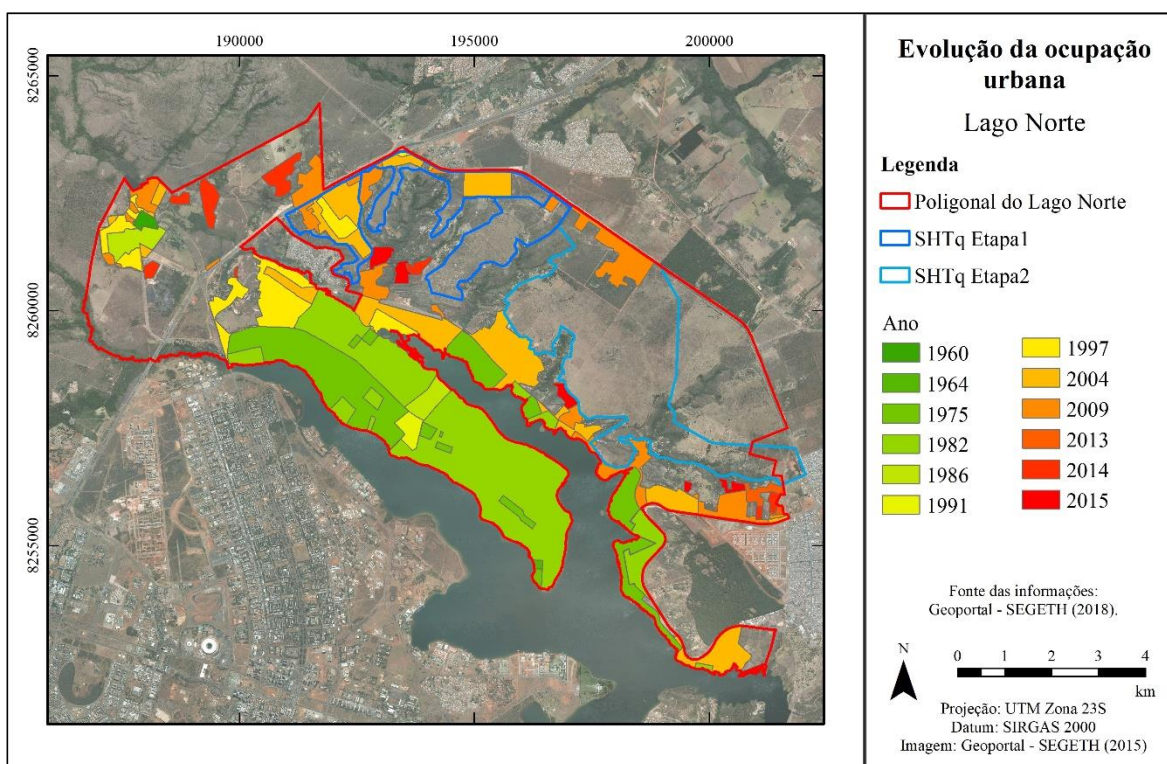 190000
195000
200000
8265000
8260000
8255000
Evolução da ocupação
urbana
Lago Norte
Legenda
Poligonal do Lago Norte
SHTq Etapa1
SHTq Etapa2
Ano
1960
1964
1975
1982
1986
1991
1997
2004
2009
2013
2014
2015
Fonte das informações:
Geoportal - SEGETH (2018).
N
0 1 2 3 4
km
Projeção: UTM Zona 23S
Datum: SIRGAS 2000
Imagem: Geoportal - SEGETH (2015)